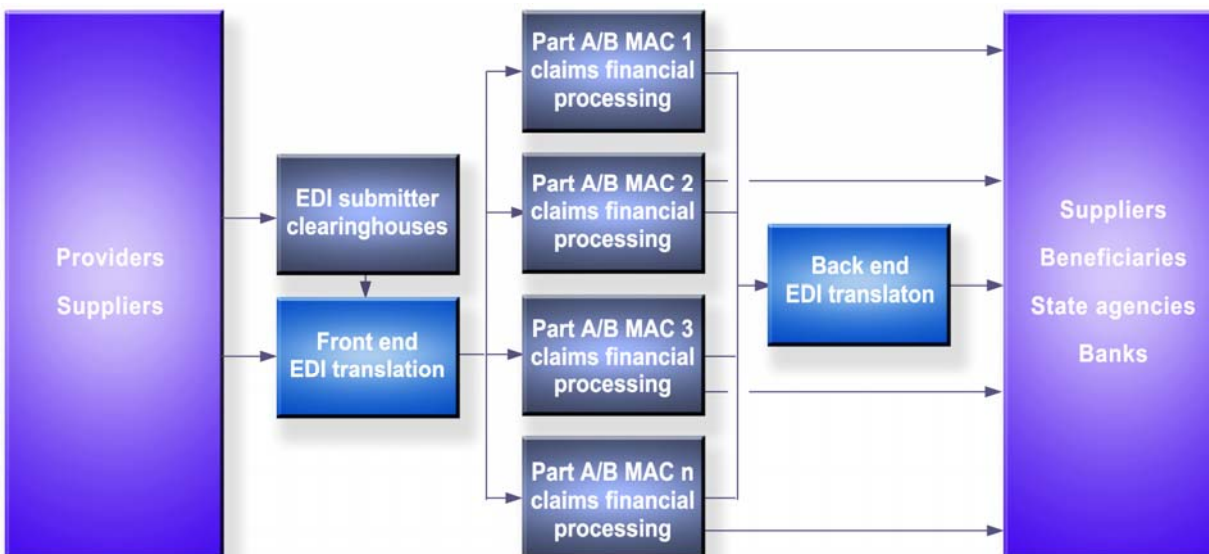 Providers
Suppliers
EDI submitter
clearinghouses
Front end
EDI translation
Part A/B MAC 1
claims financial
processing
Part A/B MAC 2
claims financial
processing
Part A/B MAC 3
claims financial
processing
Part A/B MAC n
claims financial
processing
Back end
EDI translaton
Suppliers
Beneficiaries
State agencies
Banks